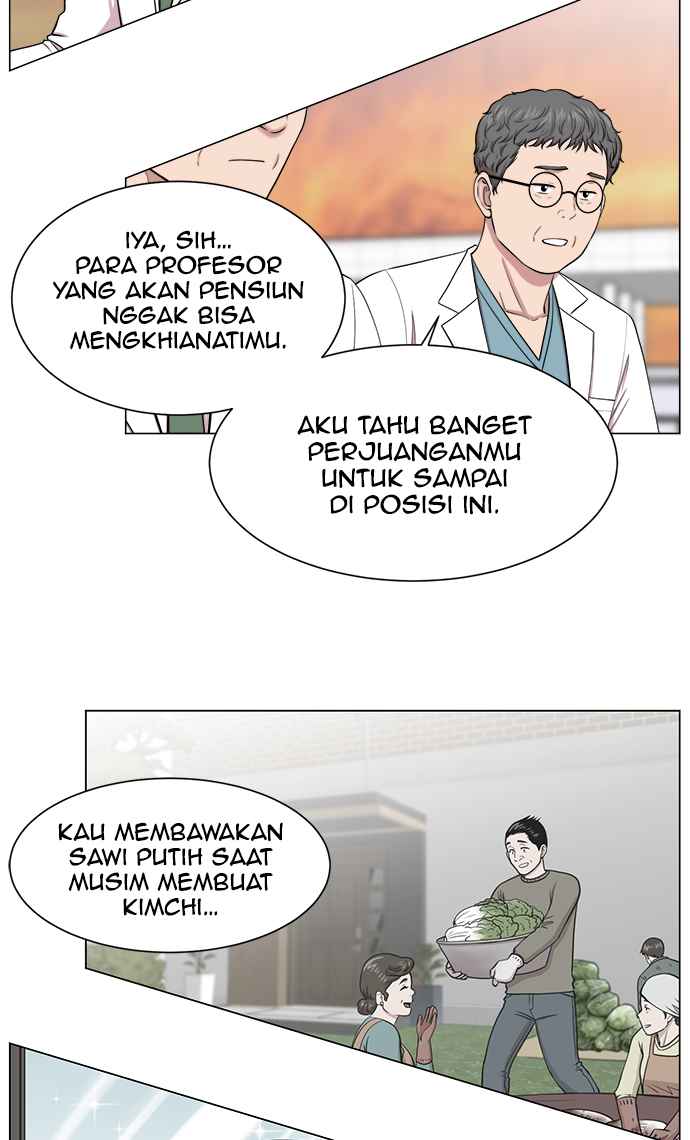 IYA, SIH...
PARA PROFESOR
YANG AKAN PENSIUN
NGGAK BISA
MENGKHIANATIMU.
AKU TAHU BANGET
PERJUANGANMU
UNTUK SAMPAI
DI POSISI INI.
KAU MEMBAWAKAN
SAWI PUTIH SAAT
MUSIM MEMBUAT
KIMCHI...